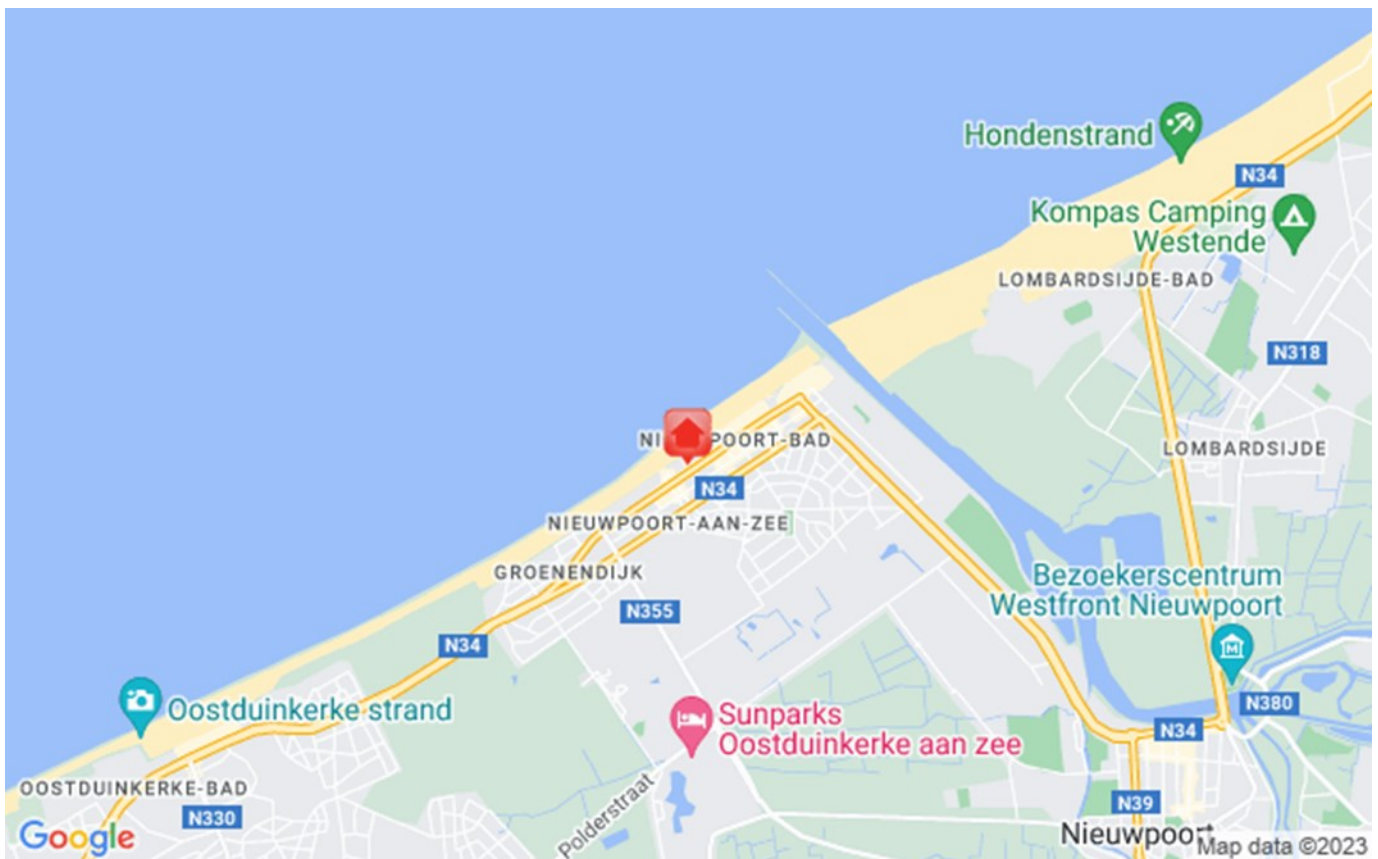 Hondenstrand
N34
Kompas Camping
Westende
LOMBARDSIJDE-BAD
N318
NI POORT-BAD
LOMBARDSIJDE
N34
NIEUWPOORT-AAN-ZEE
GROENENDIJK
Bezoekerscentrum
Westfront Nieuwpoort
N355
N34
Oostduinkerke strand
N380
Sunparks
Oostduinkerke aan zee
N34
OOSTDUINKERKE-BAD
N330
Polderstraat
N39
Google
Nieuwpoort
Map data ©2023